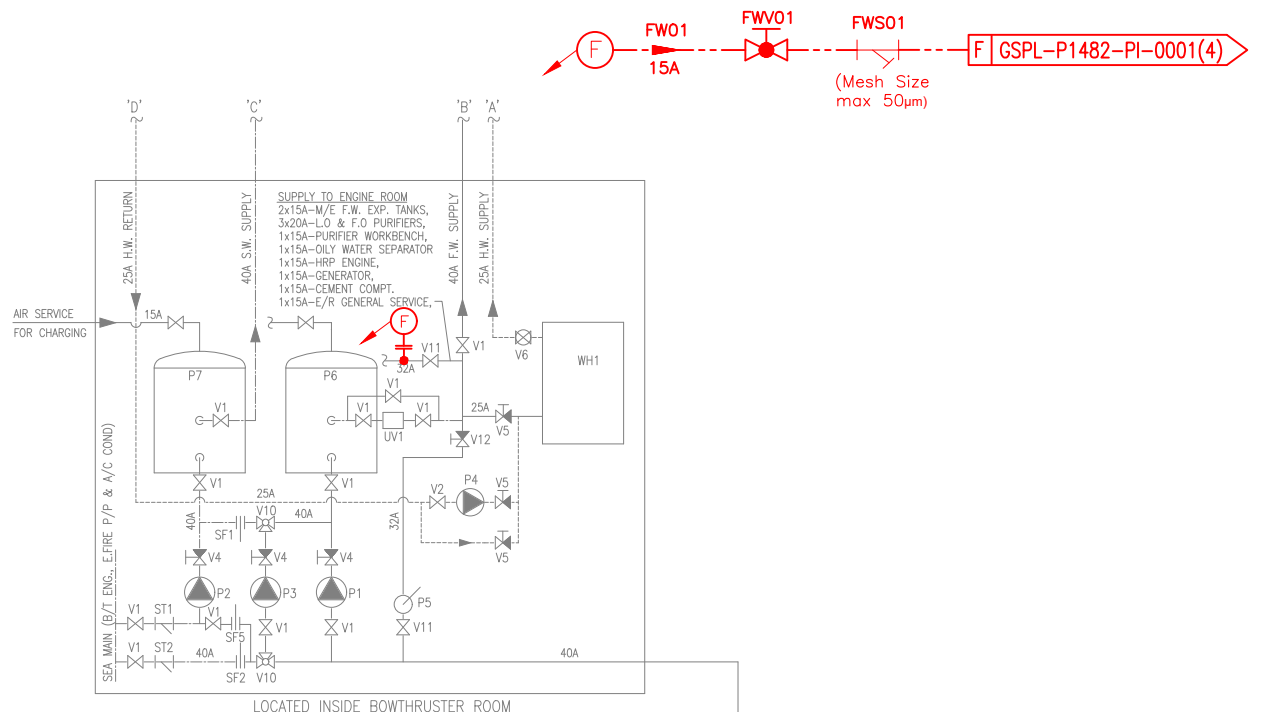 FW01
FWV01
FWS01
F
15A
F GSPL-P1482-PI-0001(4)
(Mesh Size
max 50µm)
'D'
'C'
'B'
'A'
25A H.W. RETURN
40A S.W. SUPPLY
SUPPLY TO ENGINE ROOM
2x15A-M/E F.W. EXP. TANKS,
3x20A-L.O & F.O PURIFIERS,
1x15A-PURIFIER WORKBENCH,
1x15A-OILY WATER SEPARATOR
1x15A-HRP ENGINE,
1x15A-GENERATOR,
1x15A-CEMENT COMPT.
1x15A-E/R GENERAL SERVICE,
40A F.W. SUPPLY
25A H.W. SUPPLY
AIR SERVICE
FOR CHARGING
15A
F
V11
V1
V6
WH1
32A
P7
P6
V1
V1
V1
V1
UV1
25A
V5
V12
V1
V1
25A
V2
P4
V5
V10
40A
40A
SF1
32A
V5
V4
V4
V4
P2
P3
P1
P5
SEA MAIN (B/T ENG., E.FIRE P/P & A/C COND)
V1
ST1
V1
SF5
V1
V1
V11
V1
ST2
40A
SF2
V10
40A
LOCATED INSIDE BOWTHRUSTER ROOM